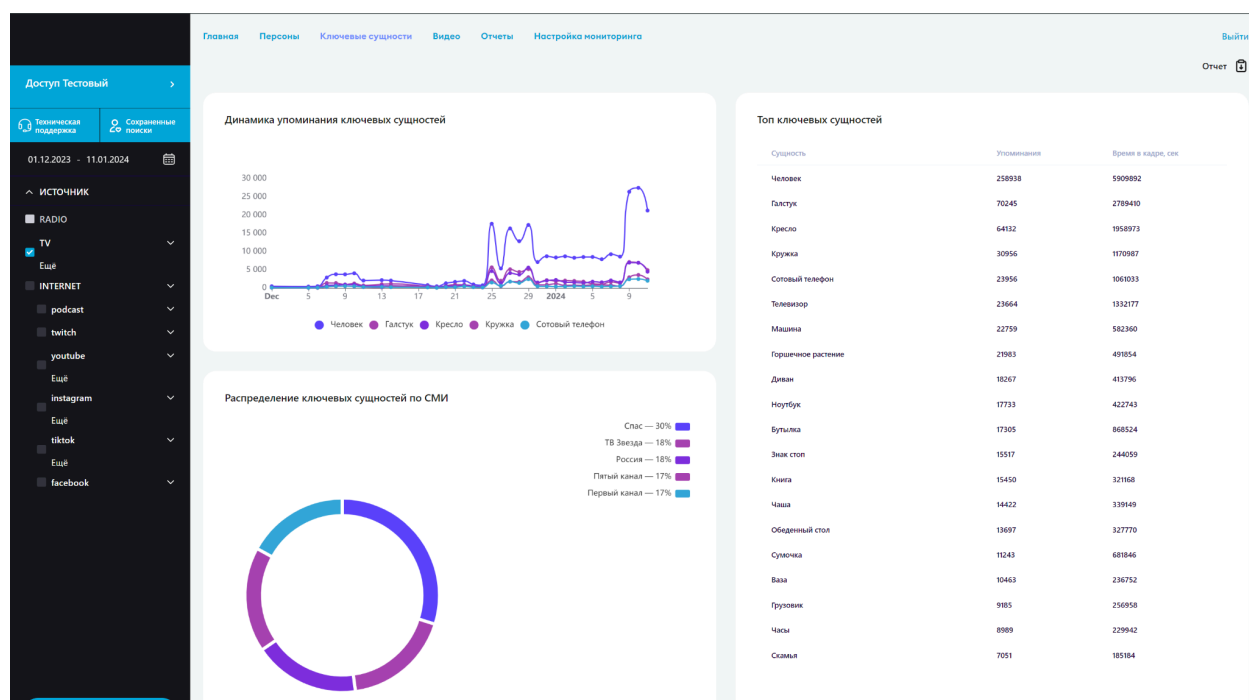 Главная Персоны Ключевые сущности Видео Отчеты Настройка мониторинга Выйти
Отчет
Доступ Тестовый
Техническая поддержка
Сохраненные поиски
01.12.2023 - 11.01.2024
ИСТОЧНИК
RADIO
TV
Ещё
INTERNET
podcast
twitch
youtube
Ещё
instagram
Ещё
tiktok
Ещё
facebook
Динамика упоминания ключевых сущностей
30 000
25 000
20 000
15 000
10 000
5 000
0
Dec 5 9 13 17 21 25 29 2024 5 9
Человек Галстук Кресло Кружка Сотовый телефон
Распределение ключевых сущностей по СМИ
Спас — 30%
ТВ Звезда — 18%
Россия — 18%
Пятый канал — 17%
Первый канал — 17%
Топ ключевых сущностей
Сущность Упоминания Время в кадре, сек
Человек 258938 5909892
Галстук 70245 2789410
Кресло 64132 1958973
Кружка 30956 1170987
Сотовый телефон 23956 1061033
Телевизор 23664 1332177
Машина 22759 582360
Горшечное растение 21983 491854
Диван 18267 413796
Ноутбук 17733 422743
Бутылка 17305 868524
Знак стоп 15517 244059
Книга 15450 321168
Чаша 14422 339149
Обеденный стол 13697 327770
Сумочка 11243 681846
Ваза 10463 236752
Грузовик 9185 256958
Часы 8989 229942
Скамья 7051 185184